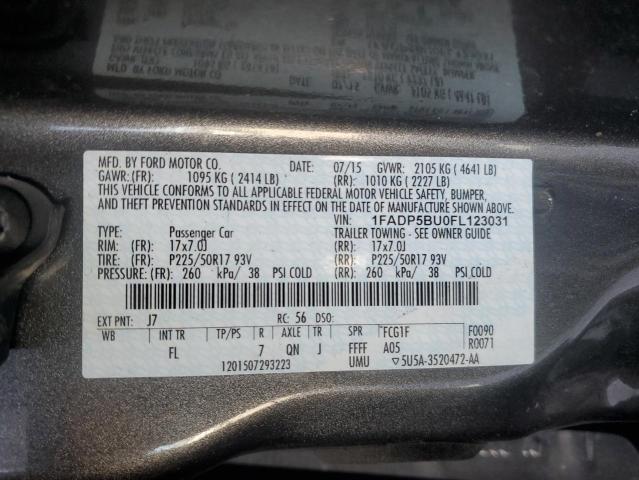 MFD. BY FORD MOTOR CO. DATE: 07/15 GVWR: 2105 KG ( 4641 LB)
GAWR: (FR): 1095 KG ( 2414 LB) (RR): 1010 KG ( 2227 LB)
THIS VEHICLE CONFORMS TO ALL APPLICABLE FEDERAL MOTOR VEHICLE SAFETY, BUMPER,
AND THEFT PREVENTION STANDARDS IN EFFECT ON THE DATE OF MANUFACTURE SHOWN ABOVE.
VIN: 1FADP5BU0FL123031
TYPE: Passenger Car TRAILER TOWING - SEE OWNER GUIDE
RIM: (FR): 17x7.0J (RR): 17x7.0J
TIRE: (FR): P225/50R17 93V (RR): P225/50R17 93V
PRESSURE: (FR): 260 kPa/ 38 PSI COLD (RR): 260 kPa/ 38 PSI COLD
EXT PNT: J7 RC: 56 DSO: FCG1F F0090
WB INT TR TP/PS R AXLE TR SPR R0071
FL 7 QN J FFFF A05
1201507293223 UMU ▽5U5A-3520472-AA